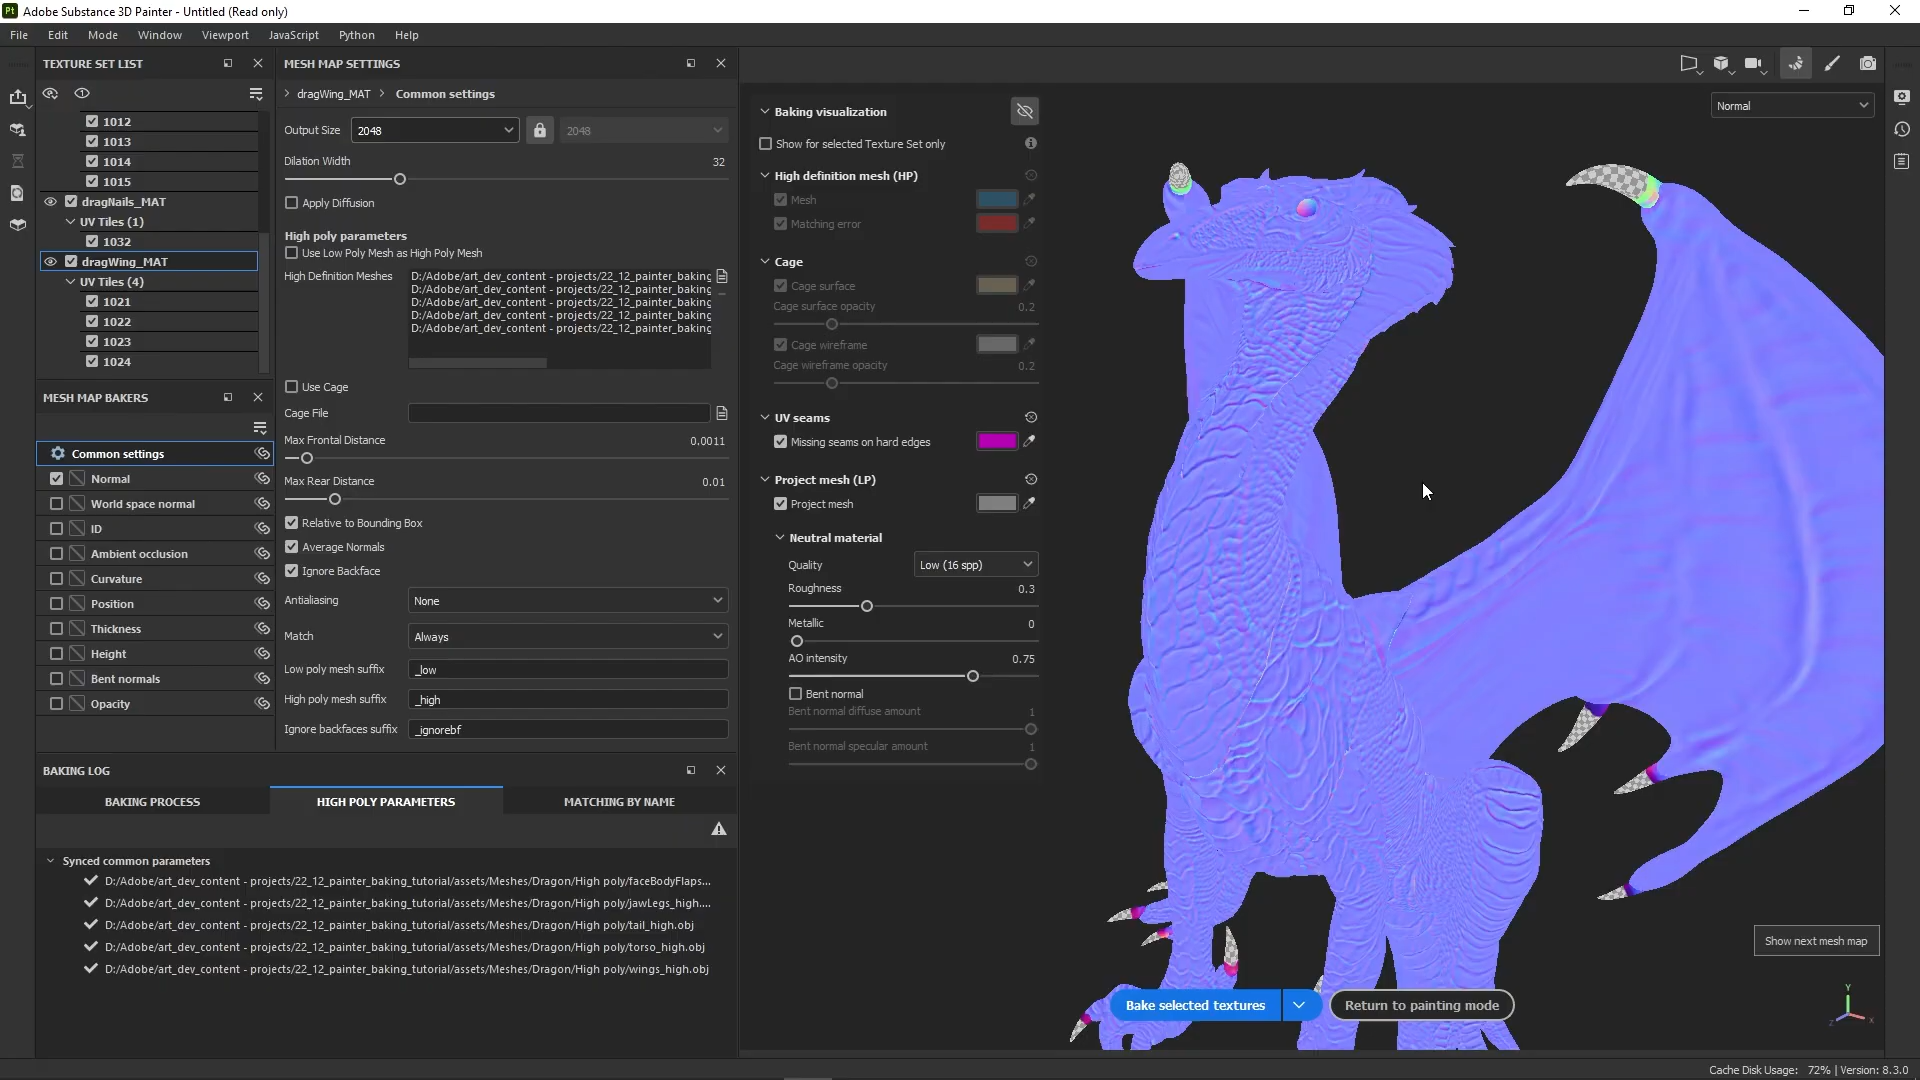 Pt Adobe Substance 3D Painter - Untitled (Read only)
File Edit Mode Window Viewport JavaScript Python Help
TEXTURE SET LIST
1012
1013
1014
1015
dragNails_MAT
UV Tiles (1)
1032
dragWing_MAT
UV Tiles (4)
1021
1022
1023
1024
MESH MAP BAKERS
Common settings
Normal
World space normal
ID
Ambient occlusion
Curvature
Position
Thickness
Height
Bent normals
Opacity
MESH MAP SETTINGS
dragWing_MAT > Common settings
Output Size 2048 2048
Dilation Width 32
Apply Diffusion
High poly parameters
Use Low Poly Mesh as High Poly Mesh
High Definition Meshes D:/Adobe/art_dev_content - projects/22_12_painter_baking
D:/Adobe/art_dev_content - projects/22_12_painter_baking
D:/Adobe/art_dev_content - projects/22_12_painter_baking
D:/Adobe/art_dev_content - projects/22_12_painter_baking
D:/Adobe/art_dev_content - projects/22_12_painter_baking
Use Cage
Cage File
Max Frontal Distance 0.0011
Max Rear Distance 0.01
Relative to Bounding Box
Average Normals
Ignore Backface
Antialiasing None
Match Always
Low poly mesh suffix _low
High poly mesh suffix _high
Ignore backfaces suffix _ignorebf
BAKING LOG
BAKING PROCESS HIGH POLY PARAMETERS MATCHING BY NAME
Synced common parameters
D:/Adobe/art_dev_content - projects/22_12_painter_baking_tutorial/assets/Meshes/Dragon/High poly/faceBodyFlaps...
D:/Adobe/art_dev_content - projects/22_12_painter_baking_tutorial/assets/Meshes/Dragon/High poly/jawLegs_high....
D:/Adobe/art_dev_content - projects/22_12_painter_baking_tutorial/assets/Meshes/Dragon/High poly/tail_high.obj
D:/Adobe/art_dev_content - projects/22_12_painter_baking_tutorial/assets/Meshes/Dragon/High poly/torso_high.obj
D:/Adobe/art_dev_content - projects/22_12_painter_baking_tutorial/assets/Meshes/Dragon/High poly/wings_high.obj
Baking visualization
Show for selected Texture Set only
High definition mesh (HP)
Mesh
Matching error
Cage
Cage surface
Cage surface opacity 0.2
Cage wireframe
Cage wireframe opacity 0.2
UV seams
Missing seams on hard edges
Project mesh (LP)
Project mesh
Neutral material
Quality Low (16 spp)
Roughness 0.3
Metallic 0
AO intensity 0.75
Bent normal
Bent normal diffuse amount 1
Bent normal specular amount 1
Normal
Show next mesh map
Bake selected textures
Return to painting mode
Y
Z X
Cache Disk Usage: 72% | Version: 8.3.0